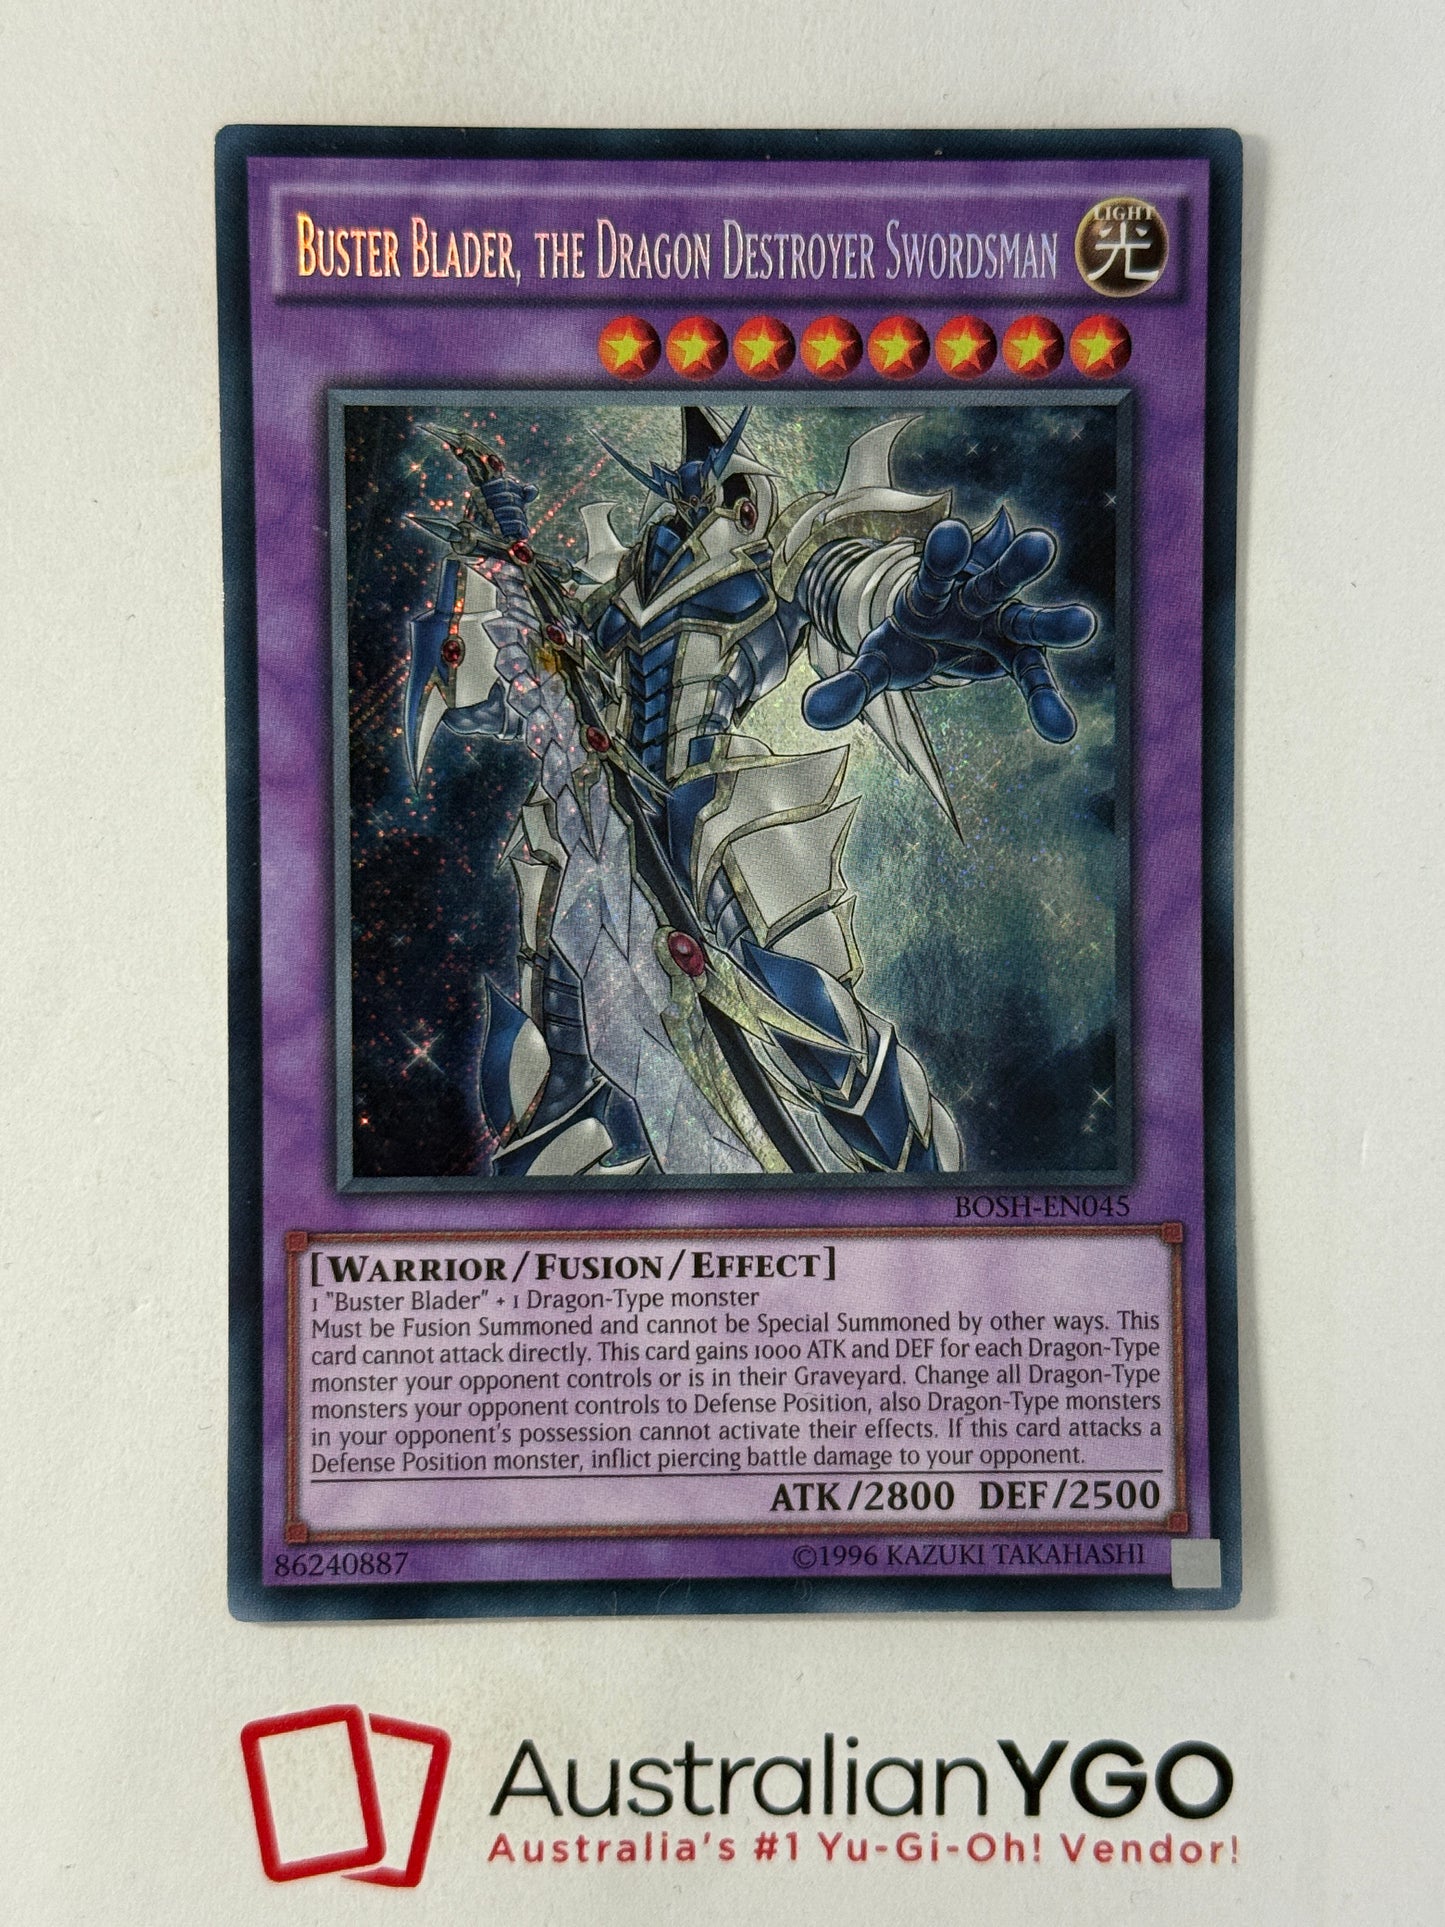 BUSTER BLADER, THE DRAGON DESTROYER SWORDSMAN
LIGHT
光
BOSH-EN045
[WARRIOR/FUSION/EFFECT]
1 "Buster Blader" + 1 Dragon-Type monster
Must be Fusion Summoned and cannot be Special Summoned by other ways. This
card cannot attack directly. This card gains 1000 ATK and DEF for each Dragon-Type
monster your opponent controls or is in their Graveyard. Change all Dragon-Type
monsters your opponent controls to Defense Position, also Dragon-Type monsters
in your opponent's possession cannot activate their effects. If this card attacks a
Defense Position monster, inflict piercing battle damage to your opponent.
ATK/2800 DEF/2500
86240887 ©1996 KAZUKI TAKAHASHI
AustralianYGO
Australia's #1 Yu-Gi-Oh! Vendor!